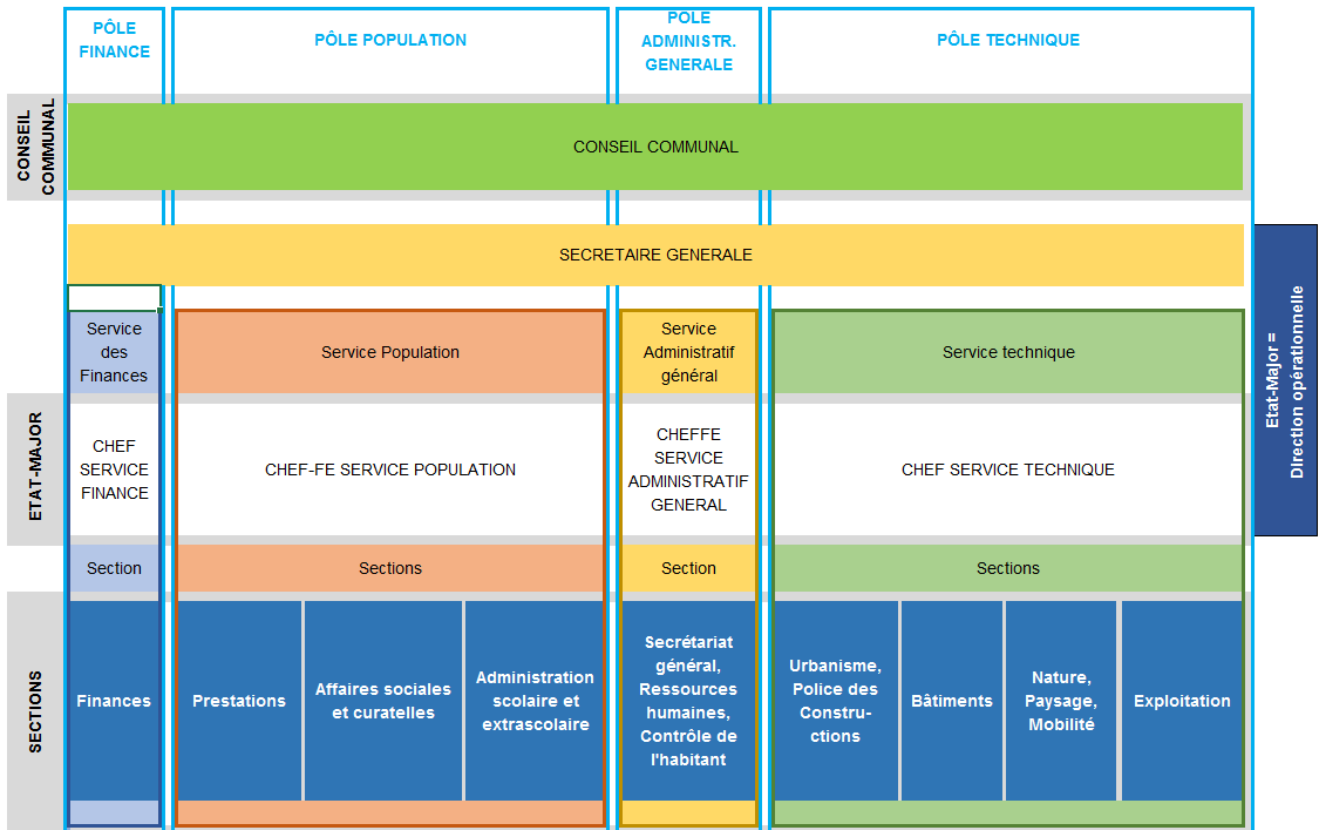 PÔLE
FINANCE
PÔLE POPULATION
POLE
ADMINISTR.
GENERALE
PÔLE TECHNIQUE
CONSEIL
COMMUNAL
CONSEIL COMMUNAL
SECRETAIRE GENERALE
Service
des
Finances
Service Population
Service
Administratif
général
Service technique
Etat-Major =
Direction opérationnelle
ETAT-MAJOR
CHEF
SERVICE
FINANCE
CHEF-FE SERVICE POPULATION
CHEFFE
SERVICE
ADMINISTRATIF
GENERAL
CHEF SERVICE TECHNIQUE
Section
Sections
Section
Sections
SECTIONS
Finances
Prestations
Affaires sociales
et curatelles
Administration
scolaire et
extrascolaire
Secrétariat
général,
Ressources
humaines,
Contrôle de
l'habitant
Urbanisme,
Police des
Constru-
ctions
Bâtiments
Nature,
Paysage,
Mobilité
Exploitation